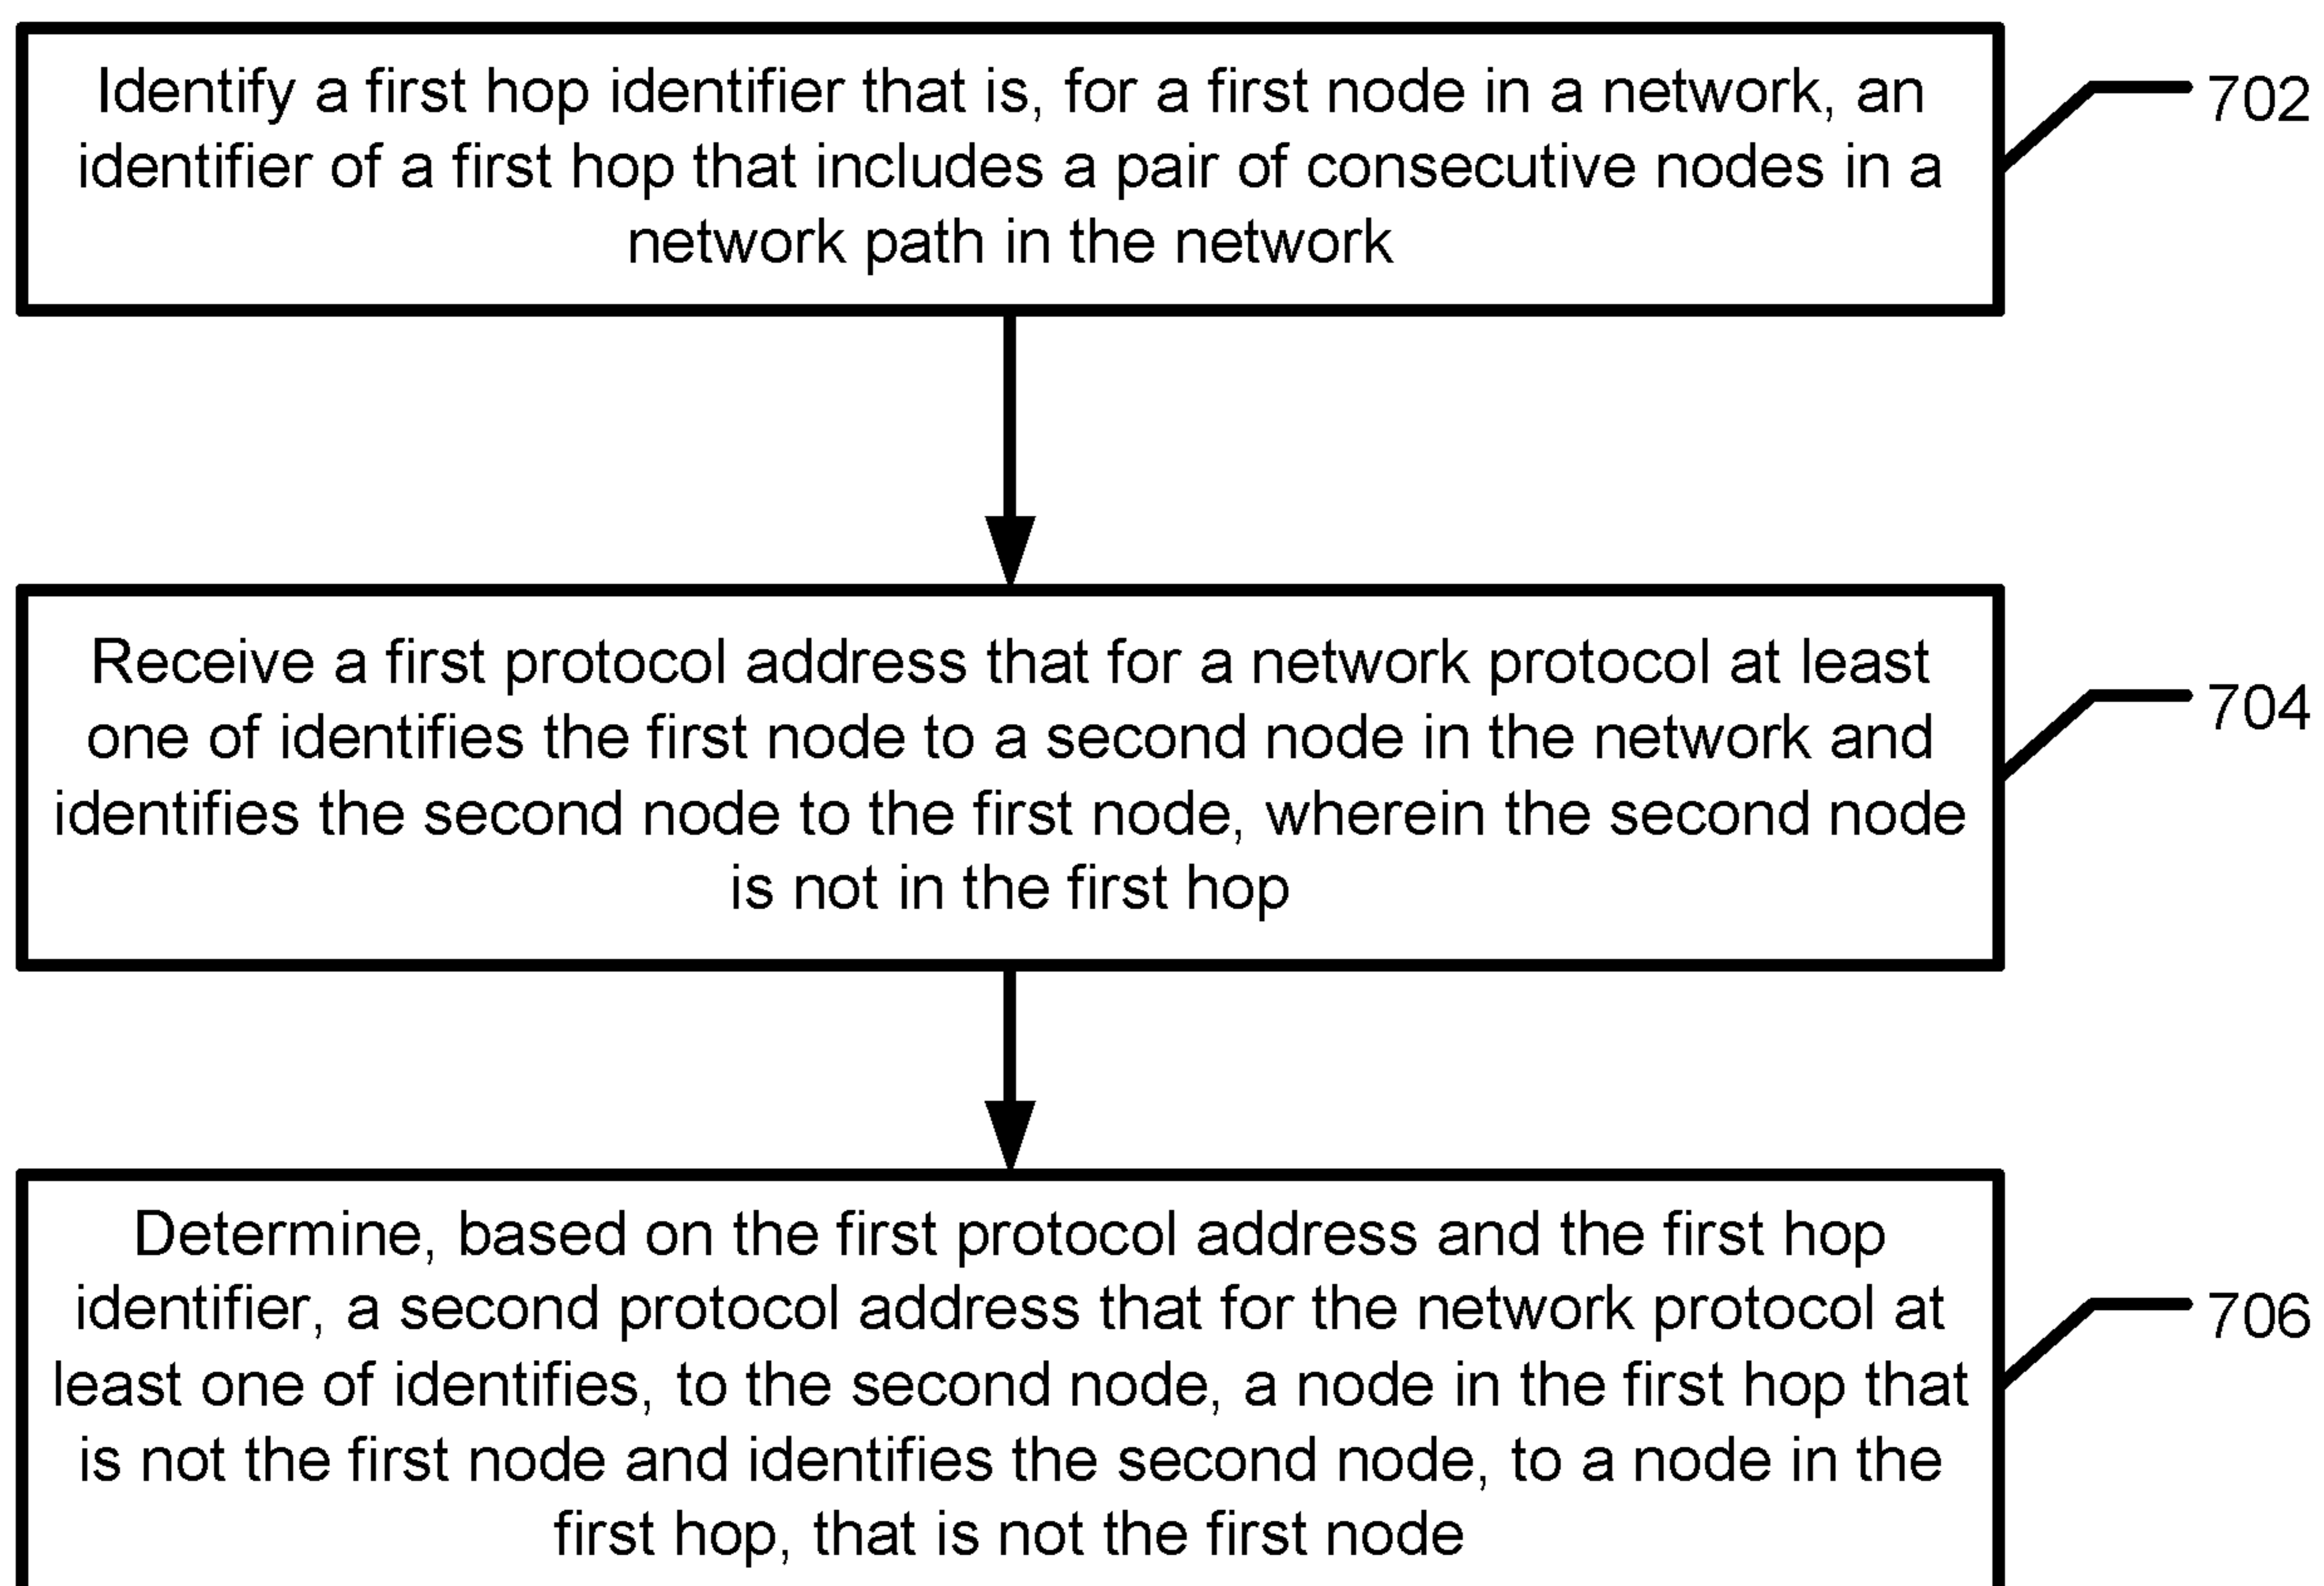 Identify a first hop identifier that is, for a first node in a network, an
identifier of a first hop that includes a pair of consecutive nodes in a
network path in the network
702
Receive a first protocol address that for a network protocol at least
one of identifies the first node to a second node in the network and
identifies the second node to the first node, wherein the second node
is not in the first hop
704
Determine, based on the first protocol address and the first hop
identifier, a second protocol address that for the network protocol at
least one of identifies, to the second node, a node in the first hop that
is not the first node and identifies the second node, to a node in the
first hop, that is not the first node
706